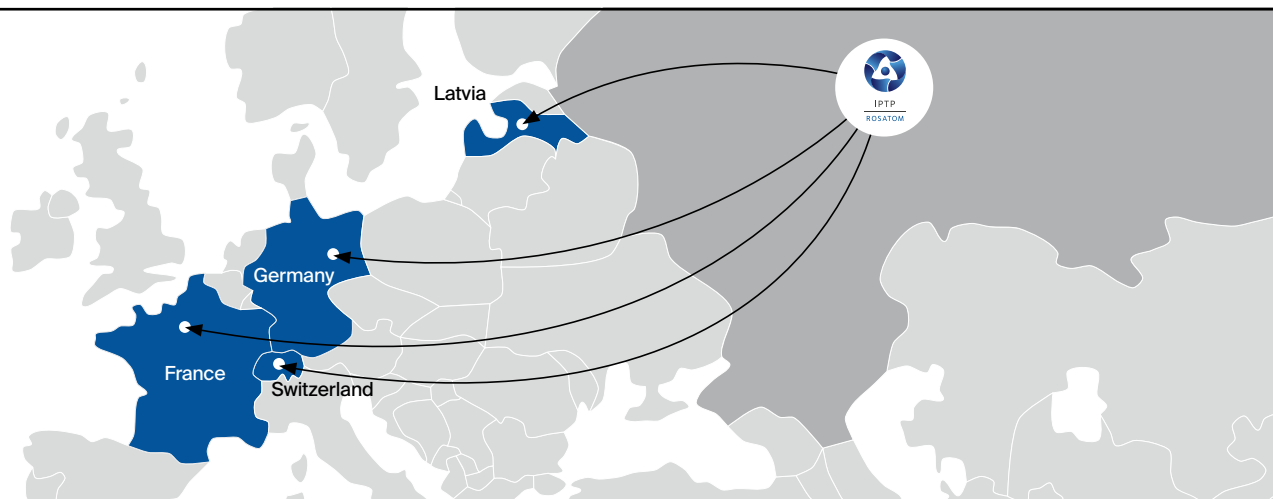 Latvia
IPTP
ROSATOM
Germany
France
Switzerland